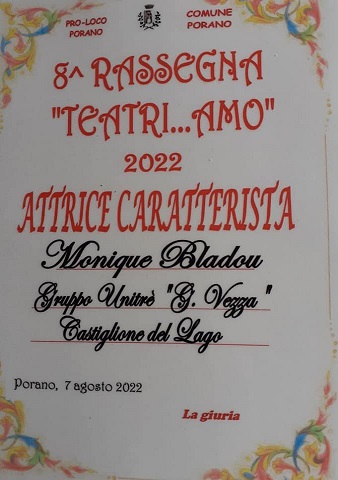 PRO-LOCO
PORANO
COMUNE
PORANO
8^ RASSEGNA
"TEATRI...AMO"
2022
ATTRICE CARATTERISTA
Monique Bladou
Gruppo Unitrè "G. Vezza"
Castiglione del Lago
Porano, 7 agosto 2022
La giuria